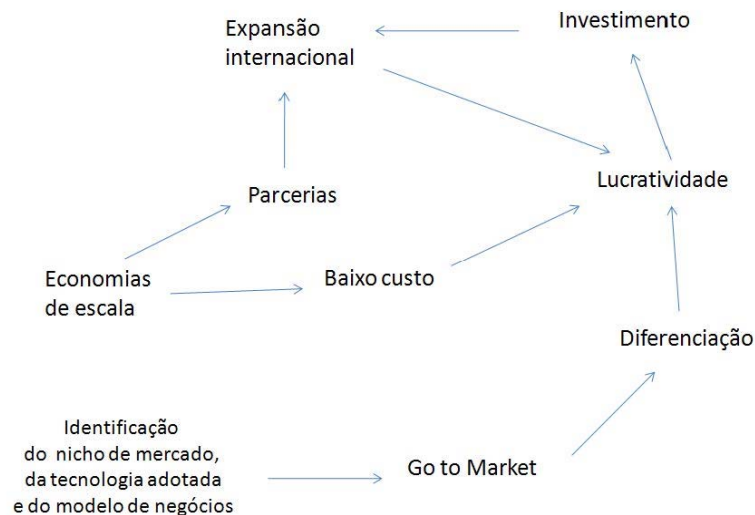 Expansão
internacional
Investimento
Lucratividade
Parcerias
Economias
de escala
Baixo custo
Diferenciação
Identificação
do nicho de mercado,
da tecnologia adotada
e do modelo de negócios
Go to Market